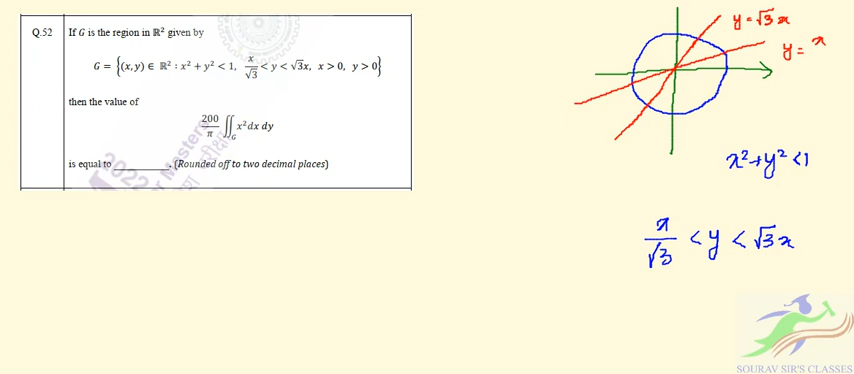 Q.52 If G is the region in ℝ² given by
G = {(x, y) ∈ ℝ² : x² + y² < 1, x/√3 < y < √3x, x > 0, y > 0}
then the value of
200/π ∬_G x² dx dy
is equal to ________. (Rounded off to two decimal places)
y = √3 x
y = x
x² + y² < 1
x/√3 < y < √3 x
SOURAV SIR'S CLASSES